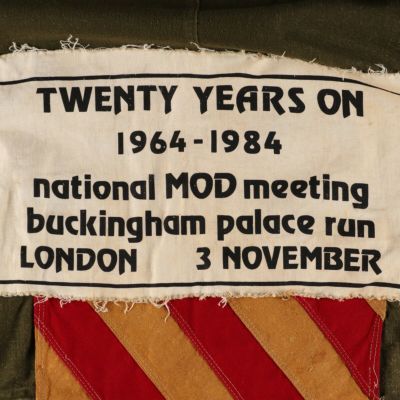 TWENTY YEARS ON
1964-1984
national MOD meeting
buckingham palace run
LONDON 3 NOVEMBER